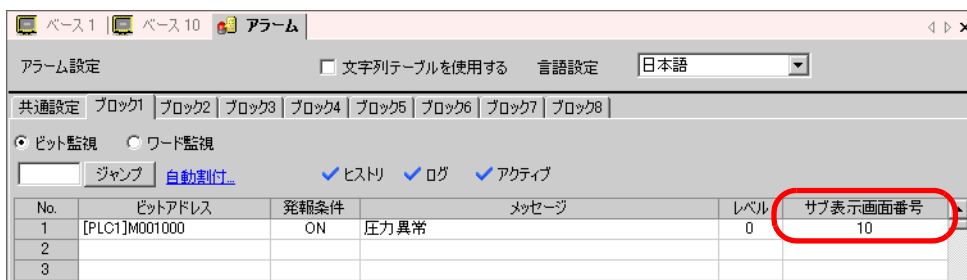 ベース1 ベース10 アラーム
アラーム設定 文字列テーブルを使用する 言語設定 日本語
共通設定 ブロック1 ブロック2 ブロック3 ブロック4 ブロック5 ブロック6 ブロック7 ブロック8
ビット監視 ワード監視
ジャンプ 自動割付... ヒストリ ログ アクティブ
No. ビットアドレス 発報条件 メッセージ レベル サブ表示画面番号
1 [PLC1]M001000 ON 圧力異常 0 10
2
3